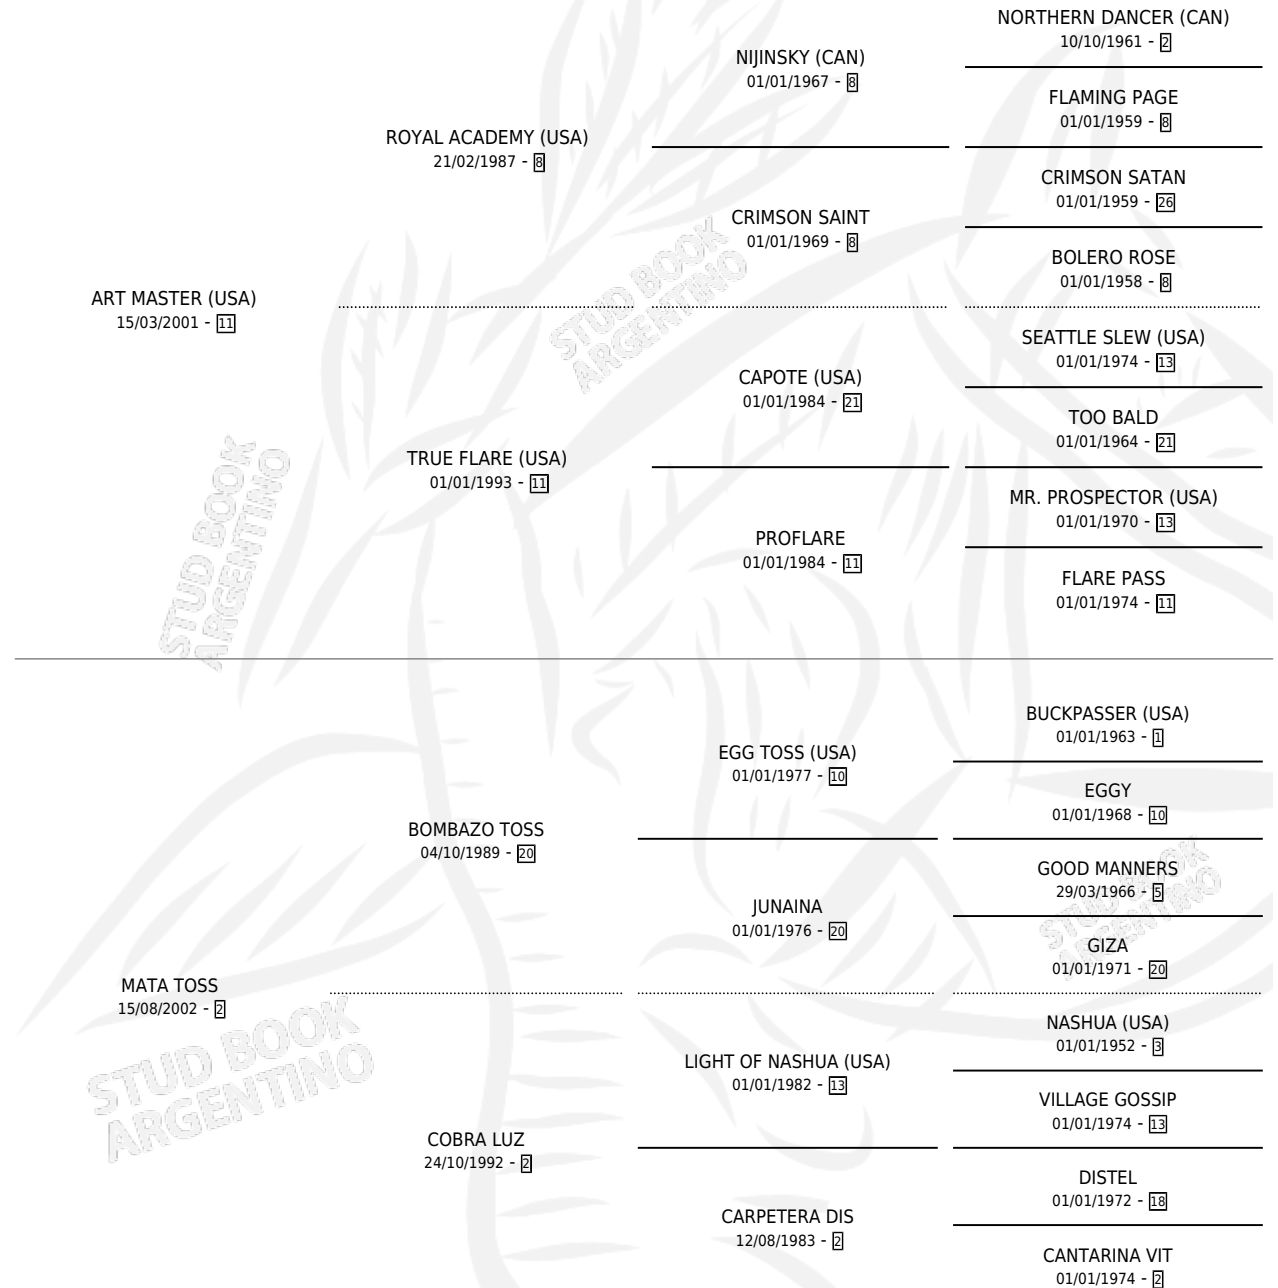 NORTHERN DANCER (CAN)
10/10/1961 - 2
NIJINSKY (CAN)
01/01/1967 - 8
FLAMING PAGE
01/01/1959 - 8
ROYAL ACADEMY (USA)
21/02/1987 - 8
CRIMSON SATAN
01/01/1959 - 26
CRIMSON SAINT
01/01/1969 - 8
BOLERO ROSE
01/01/1958 - 8
ART MASTER (USA)
15/03/2001 - 11
SEATTLE SLEW (USA)
01/01/1974 - 13
CAPOTE (USA)
01/01/1984 - 21
TOO BALD
01/01/1964 - 21
TRUE FLARE (USA)
01/01/1993 - 11
MR. PROSPECTOR (USA)
01/01/1970 - 13
PROFLARE
01/01/1984 - 11
FLARE PASS
01/01/1974 - 11
BUCKPASSER (USA)
01/01/1963 - 1
EGG TOSS (USA)
01/01/1977 - 10
EGGY
01/01/1968 - 10
BOMBAZO TOSS
04/10/1989 - 20
GOOD MANNERS
29/03/1966 - 5
JUNAINA
01/01/1976 - 20
GIZA
01/01/1971 - 20
MATA TOSS
15/08/2002 - 2
NASHUA (USA)
01/01/1952 - 3
LIGHT OF NASHUA (USA)
01/01/1982 - 13
VILLAGE GOSSIP
01/01/1974 - 13
COBRA LUZ
24/10/1992 - 2
DISTEL
01/01/1972 - 18
CARPETERA DIS
12/08/1983 - 2
CANTARINA VIT
01/01/1974 - 2
STUD BOOK
ARGENTINO
STUD BOOK
ARGENTINO
STUD BOOK
ARGENTINO
STUD BOOK
ARGENTINO